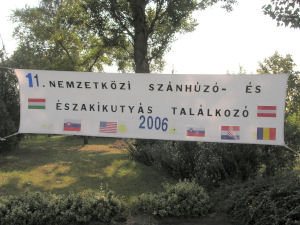 11. NEMZETKÖZI SZÁNHÚZÓ- ÉS
ÉSZAKIKUTYÁS TALÁLKOZÓ
2006